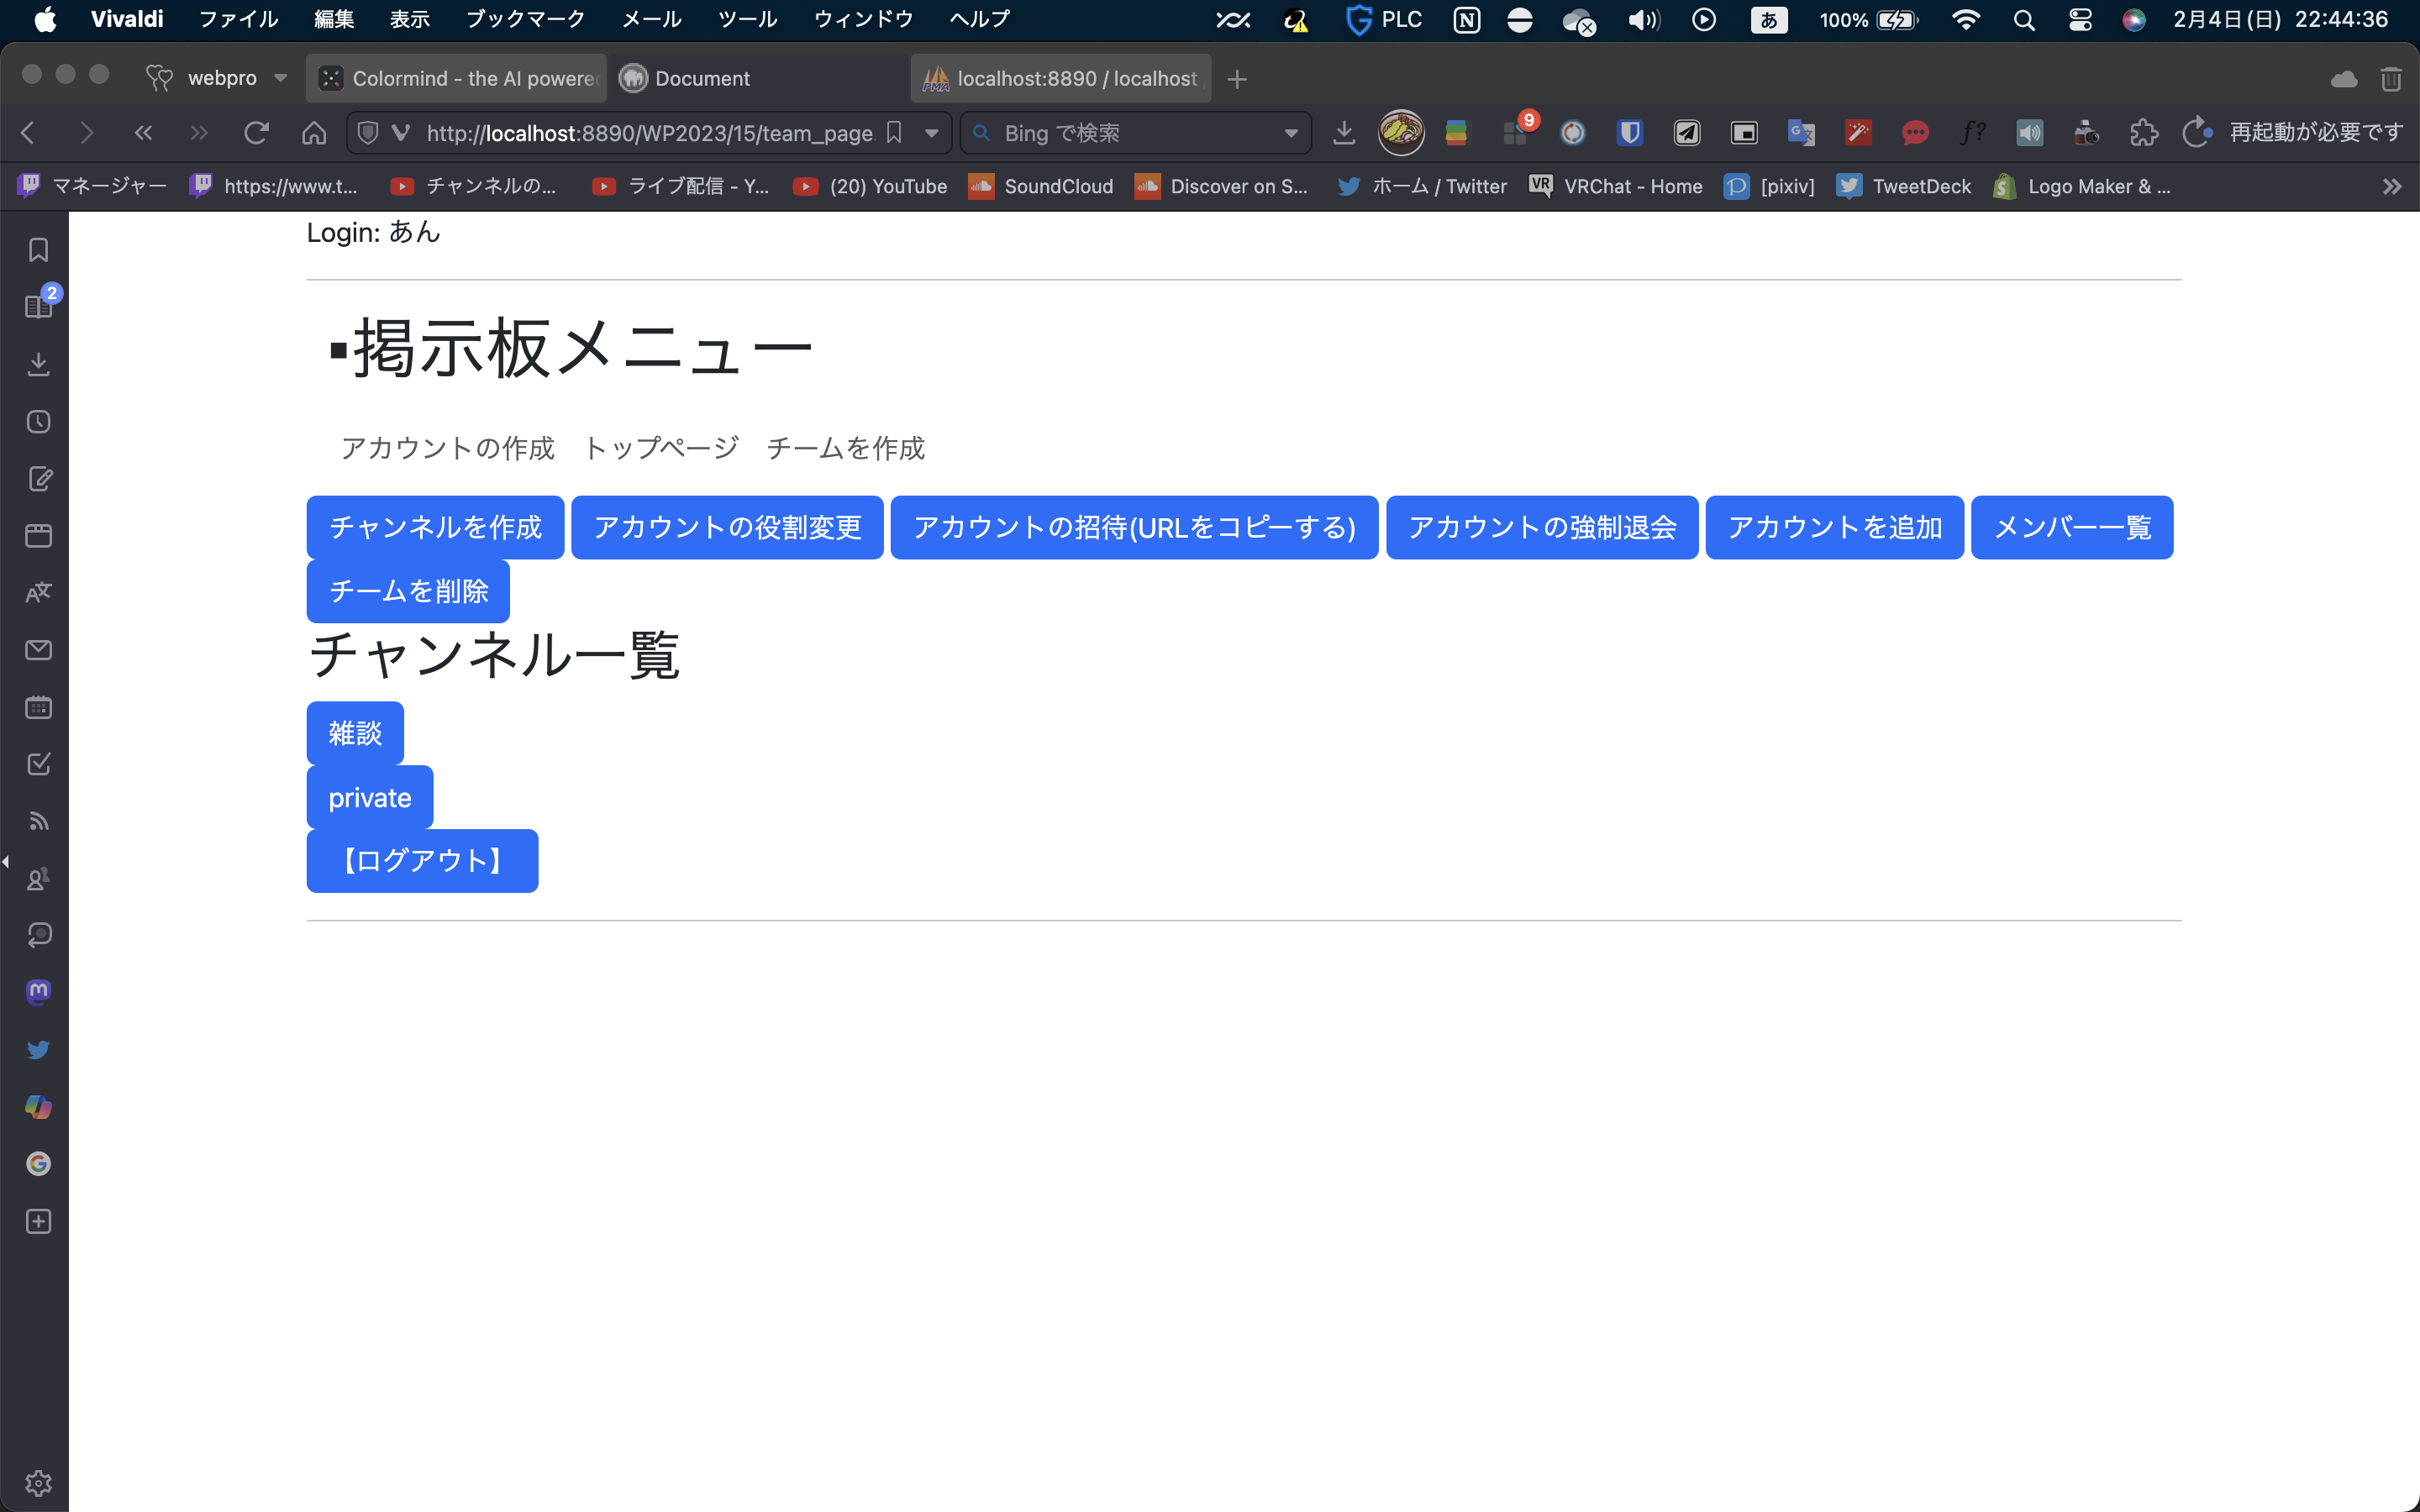 Vivaldi ファイル 編集 表示 ブックマーク メール ツール ウィンドウ ヘルプ PLC あ 100% 2月4日(日) 22:44:36
webpro Colormind - the AI powere Document localhost:8890 / localhost
http://localhost:8890/WP2023/15/team_page Bing で検索 9 再起動が必要です
マネージャー https://www.t... チャンネルの... ライブ配信 - Y... (20) YouTube SoundCloud Discover on S... ホーム / Twitter VRChat - Home [pixiv] TweetDeck Logo Maker & ...
2
Login: あん
▪掲示板メニュー
アカウントの作成 トップページ チームを作成
チャンネルを作成 アカウントの役割変更 アカウントの招待(URLをコピーする) アカウントの強制退会 アカウントを追加 メンバー一覧
チームを削除
チャンネル一覧
雑談
private
【ログアウト】